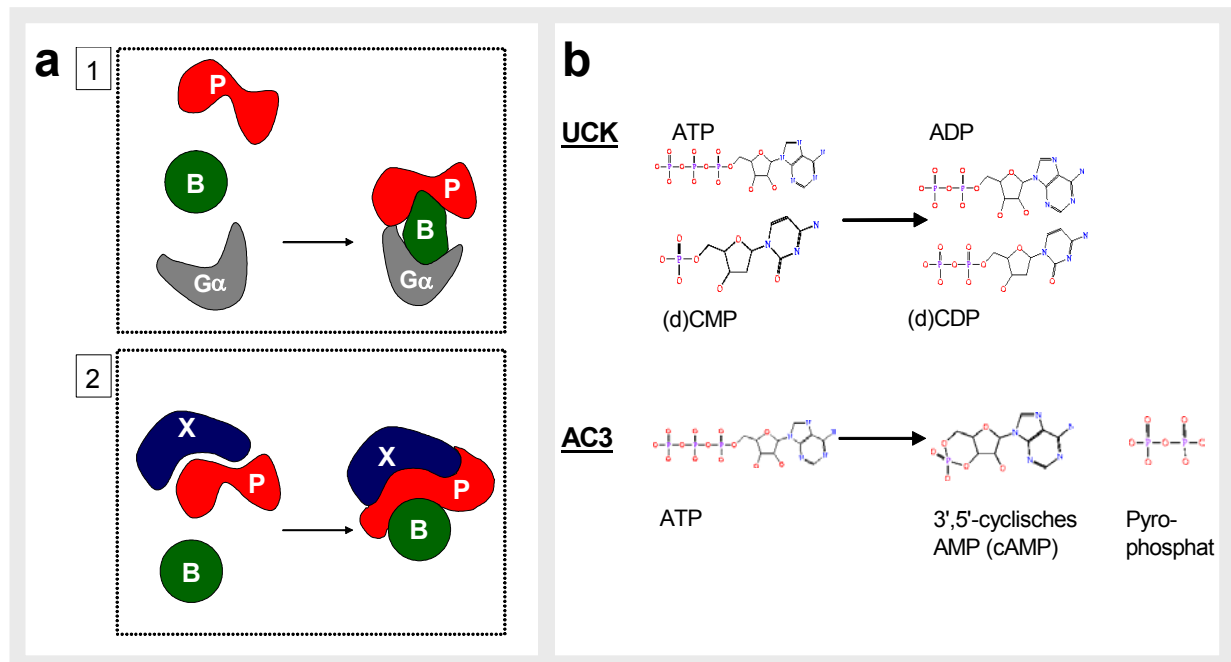 a
1
P
B
Gα
P
B
Gα
2
X
P
B
X
P
B
b
UCK
ATP
ADP
(d)CMP
(d)CDP
AC3
ATP
3',5'-cyclisches
AMP (cAMP)
Pyro-
phosphat